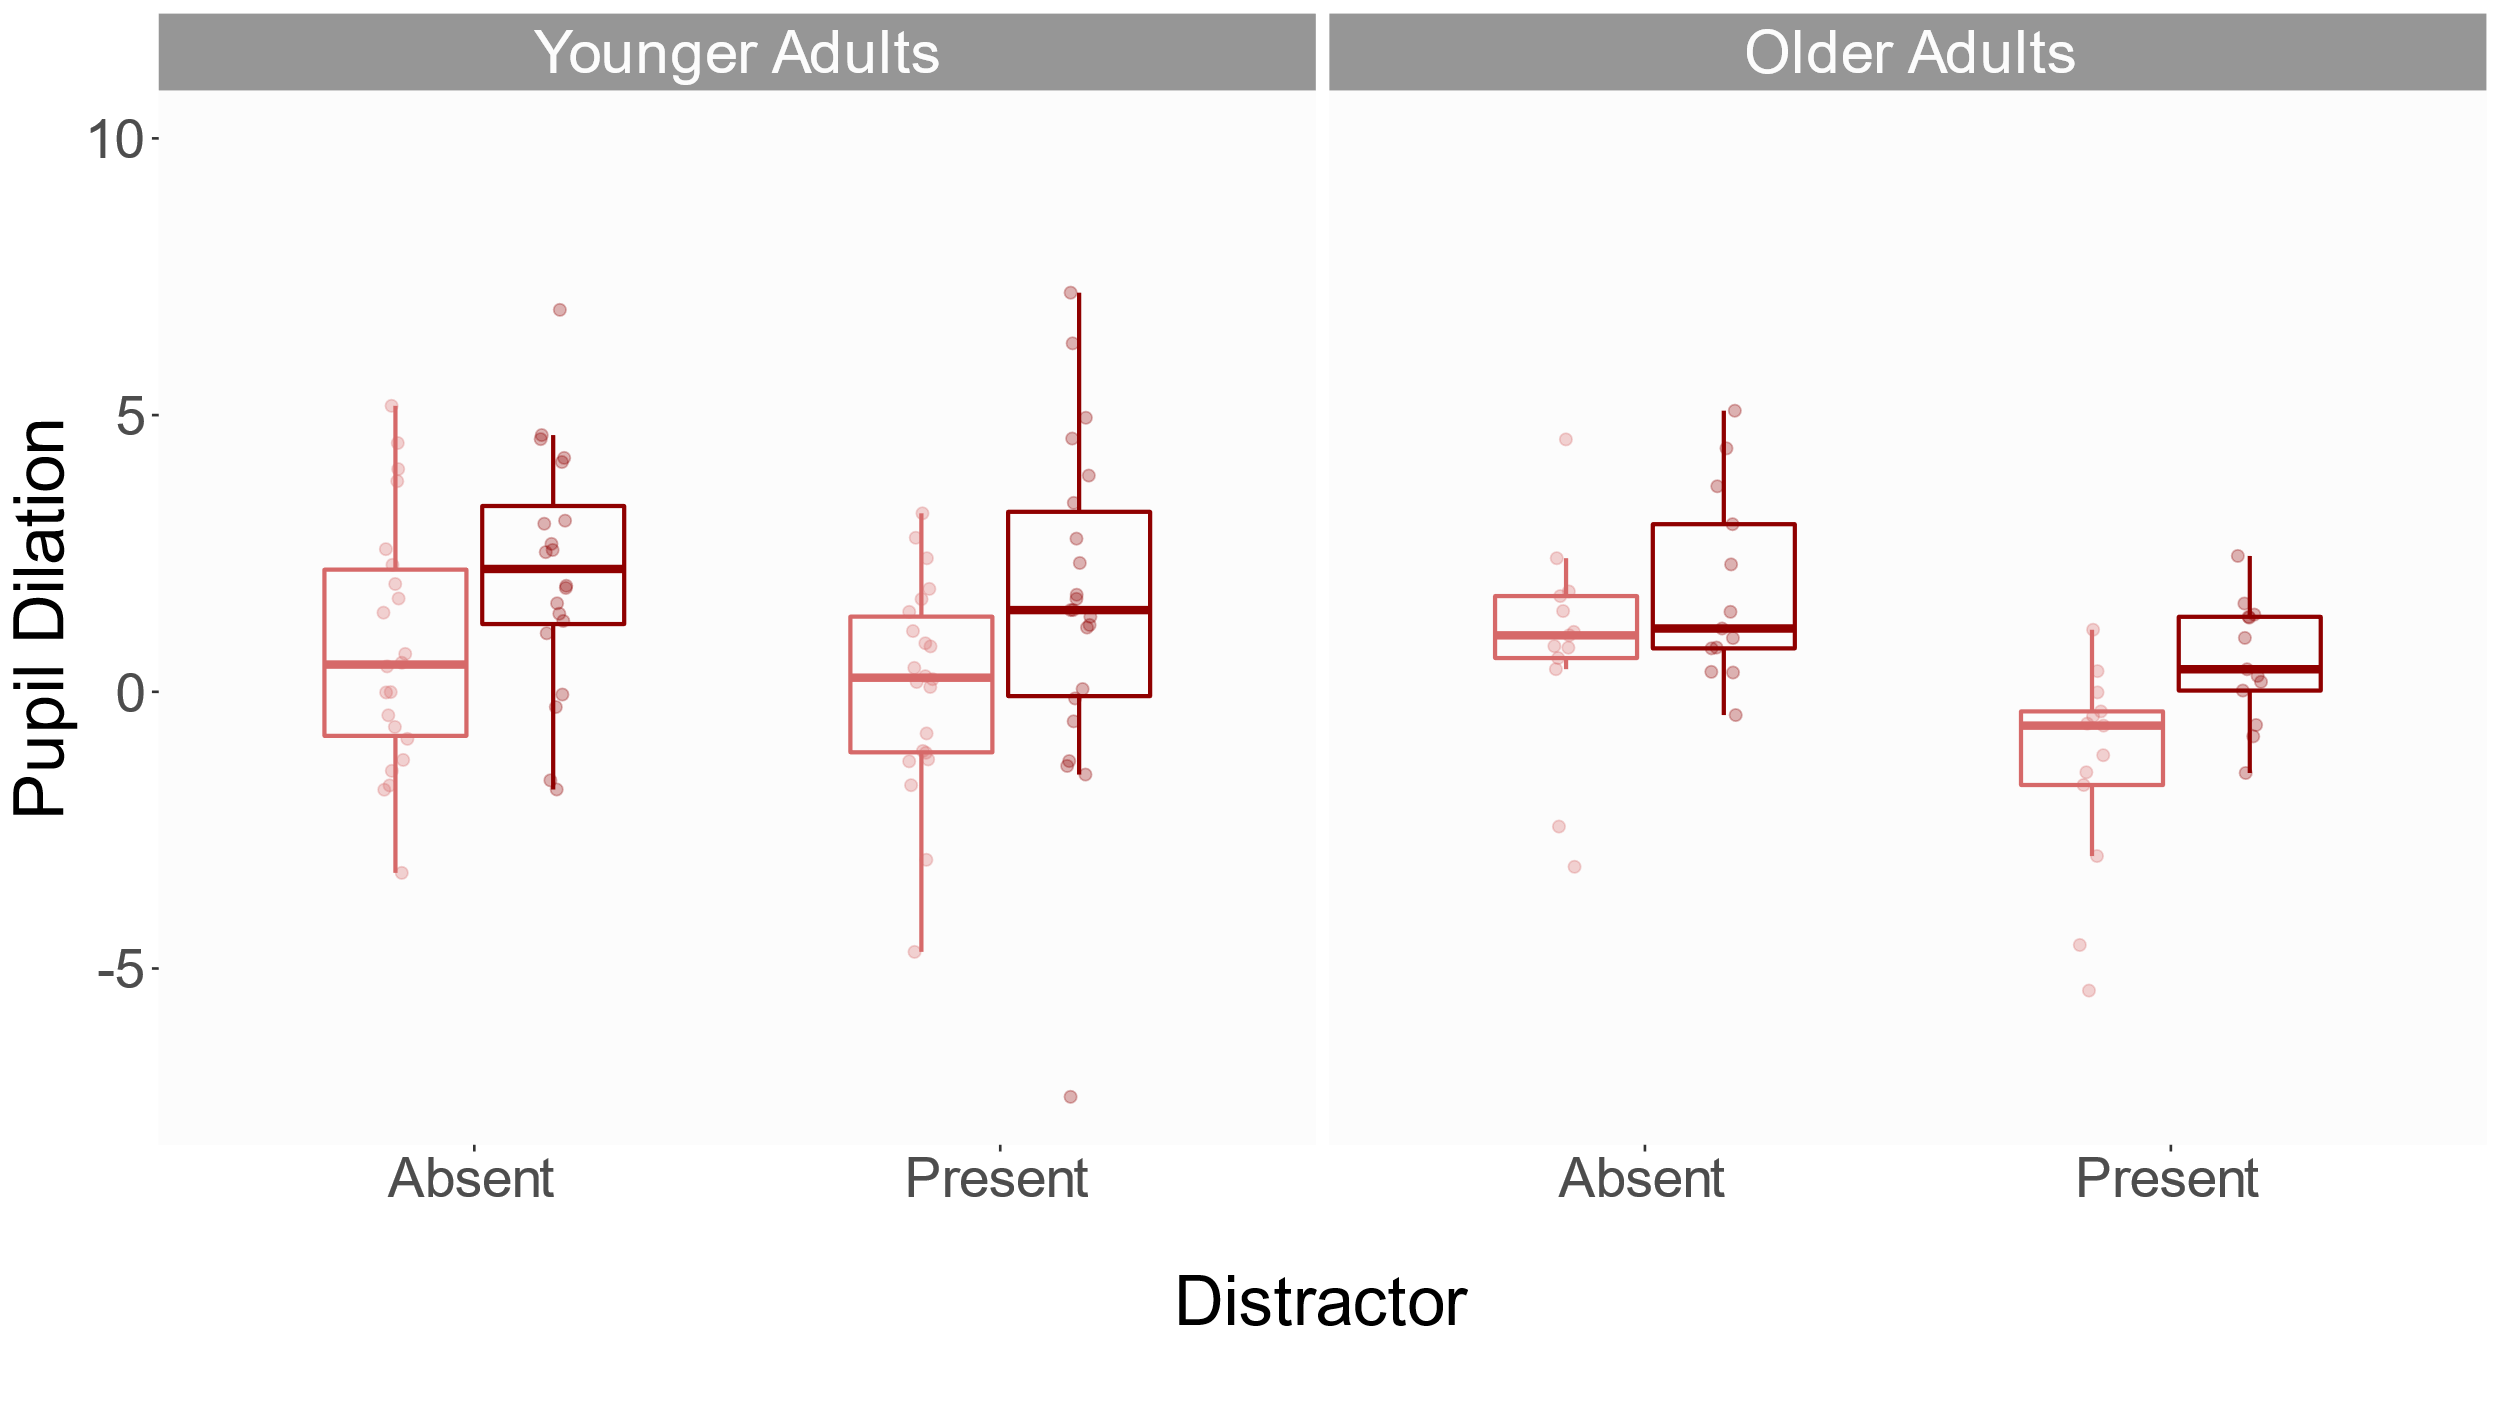 Younger Adults
Older Adults
10
5
0
-5
Pupil Dilation
Absent
Present
Absent
Present
Distractor